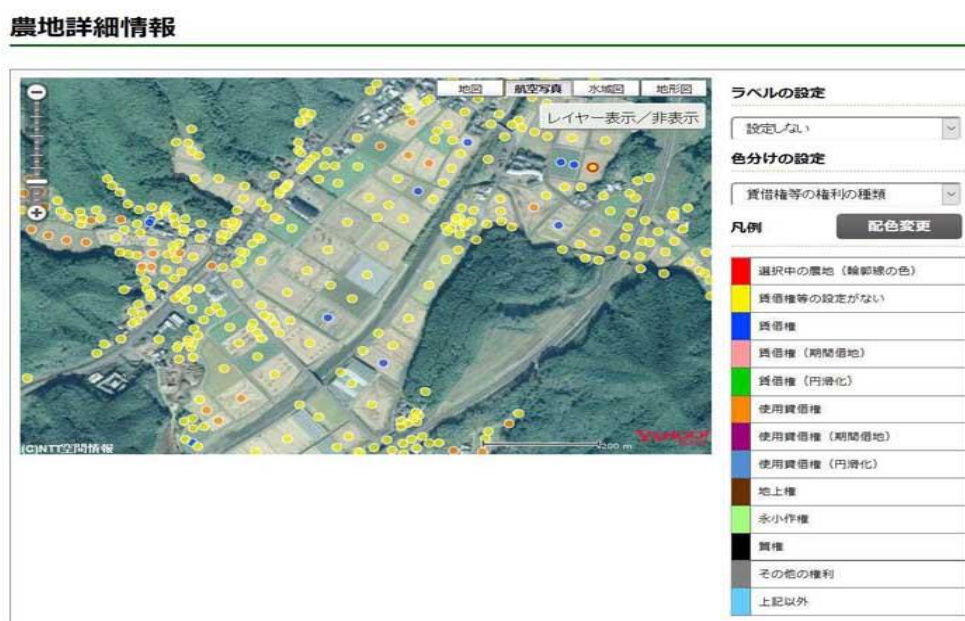 農地詳細情報
地図
航空写真
水域図
地形図
レイヤー表示／非表示
(C)NTT空間情報
YAHOO!
200 m
ラベルの設定
設定しない
色分けの設定
賃借権等の権利の種類
凡例
配色変更
選択中の農地（輪郭線の色）
賃借権等の設定がない
賃借権
賃借権（期間借地）
賃借権（円滑化）
使用貸借権
使用貸借権（期間借地）
使用貸借権（円滑化）
地上権
永小作権
質権
その他の権利
上記以外